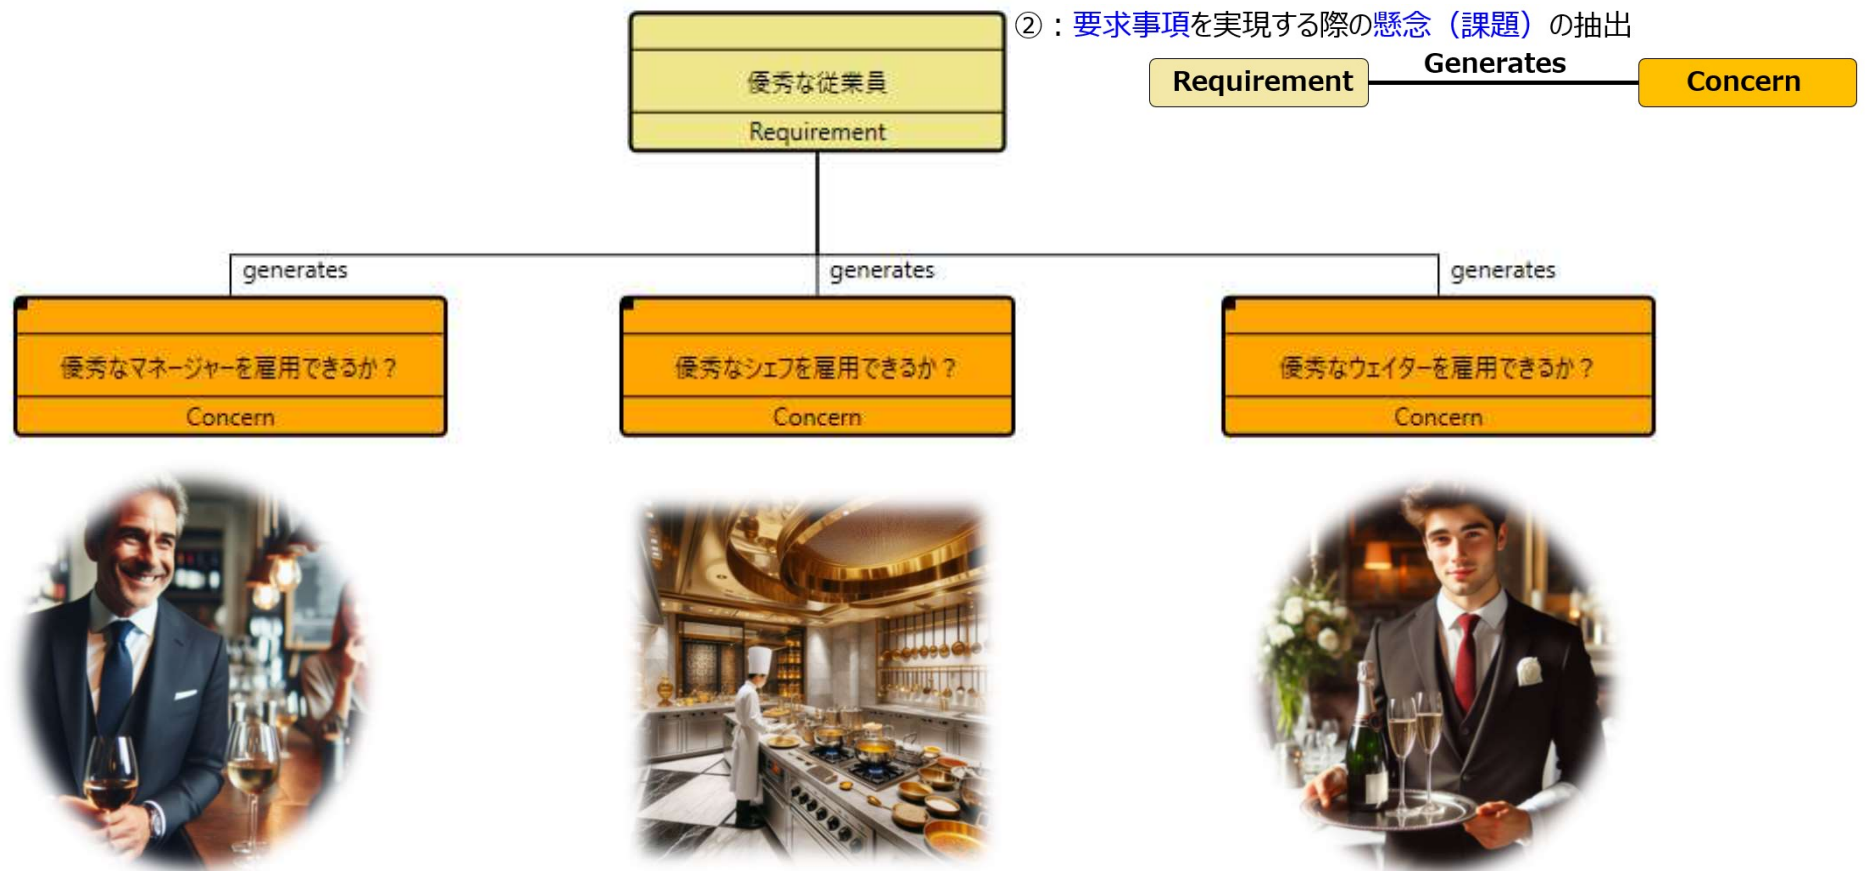 ②：要求事項を実現する際の懸念（課題）の抽出
Requirement Generates Concern
優秀な従業員
Requirement
generates generates generates
優秀なマネージャーを雇用できるか？ 優秀なシェフを雇用できるか？ 優秀なウェイターを雇用できるか？
Concern Concern Concern